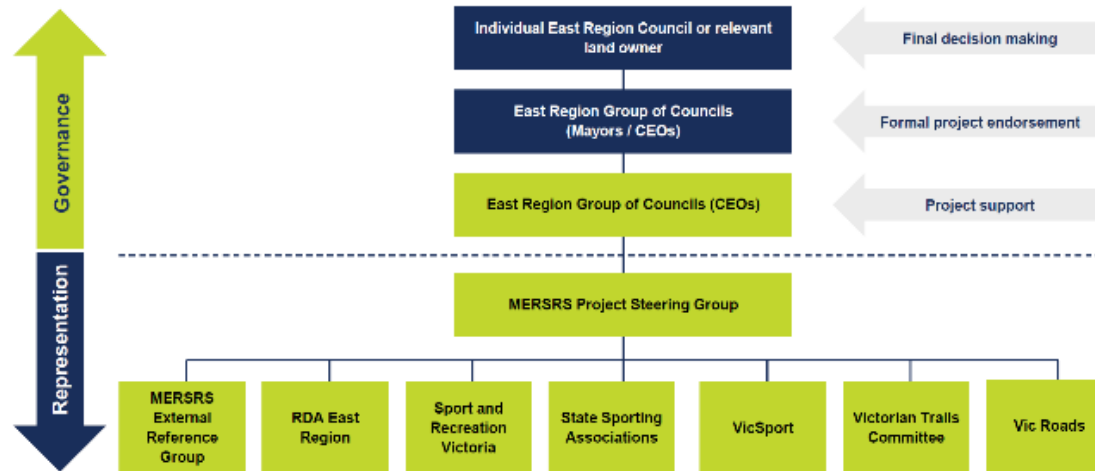 Governance
Representation
Individual East Region Council or relevant
land owner
Final decision making
East Region Group of Councils
(Mayors / CEOs)
Formal project endorsement
East Region Group of Councils (CEOs)
Project support
MERSRS Project Steering Group
MERSRS
External
Reference
Group
RDA East
Region
Sport and
Recreation
Victoria
State Sporting
Associations
VicSport
Victorian Trails
Committee
Vic Roads